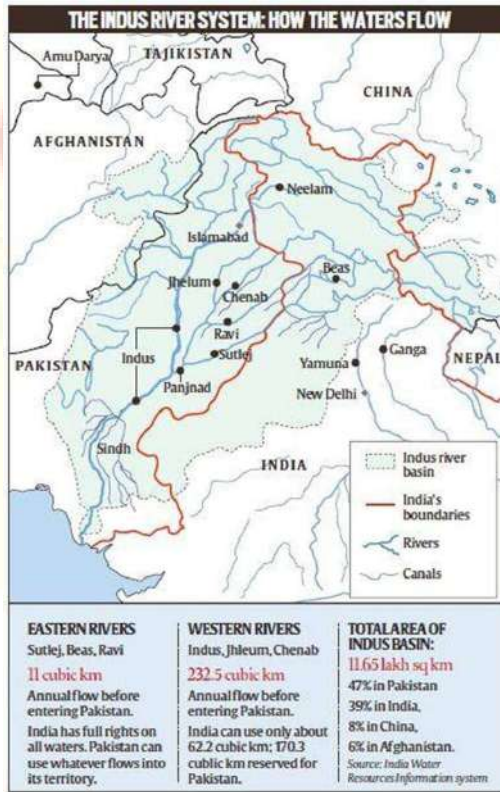 THE INDUS RIVER SYSTEM: HOW THE WATERS FLOW
Amu Darya
TAJIKISTAN
CHINA
AFGHANISTAN
Neelam
Islamabad
Jhelum
Chenab
Beas
Ravi
Indus
Sutlej
PAKISTAN
Panjnad
Yamuna
Ganga
NEPAL
New Delhi
Sindh
INDIA
Indus river
basin
India's
boundaries
Rivers
Canals
EASTERN RIVERS
Sutlej, Beas, Ravi
11 cubic km
Annual flow before
entering Pakistan.
India has full rights on
all waters. Pakistan can
use whatever flows into
its territory.
WESTERN RIVERS
Indus, Jhleum, Chenab
232.5 cubic km
Annual flow before
entering Pakistan.
India can use only about
62.2 cubic km; 170.3
cublic km reserved for
Pakistan.
TOTAL AREA OF
INDUS BASIN:
11.65 lakh sq km
47% in Pakistan
39% in India,
8% in China,
6% in Afghanistan.
Source: India Water
Resources Information system